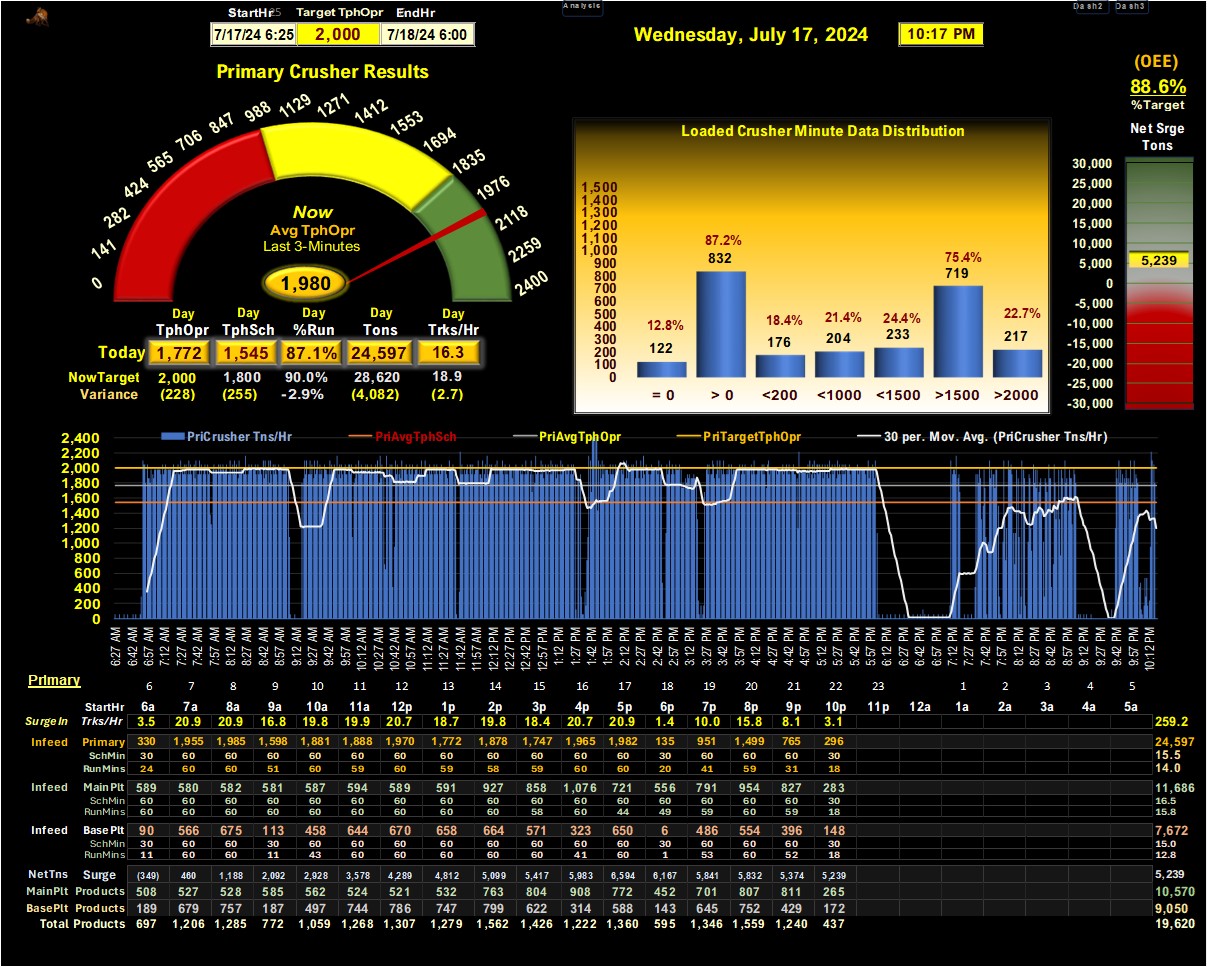 StartHr Target TphOpr EndHr Analysis Dash2 Dash3
7/17/24 6:25 2,000 7/18/24 6:00 Wednesday, July 17, 2024 10:17 PM
(OEE)
88.6%
%Target
Primary Crusher Results
0 141 282 424 565 706 847 988 1129 1271 1412 1553 1694 1835 1976 2118 2259 2400
Now
Avg TphOpr
Last 3-Minutes
1,980
Day Day Day Day Day
TphOpr TphSch %Run Tons Trks/Hr
Today 1,772 1,545 87.1% 24,597 16.3
NowTarget 2,000 1,800 90.0% 28,620 18.9
Variance (228) (255) -2.9% (4,082) (2.7)
Loaded Crusher Minute Data Distribution
1,500
1,400
1,300
1,200
1,100
1,000
900
800
700
600
500
400
300
200
100
0
12.8% 87.2% 18.4% 21.4% 24.4% 75.4% 22.7%
122 832 176 204 233 719 217
= 0 > 0 <200 <1000 <1500 >1500 >2000
Net Srge
Tons
30,000
25,000
20,000
15,000
10,000
5,000
0
-5,000
-10,000
-15,000
-20,000
-25,000
-30,000
5,239
PriCrusher Tns/Hr PriAvgTphSch PriAvgTphOpr PriTargetTphOpr 30 per. Mov. Avg. (PriCrusher Tns/Hr)
2,400
2,200
2,000
1,800
1,600
1,400
1,200
1,000
800
600
400
200
0
6:27 AM 6:42 AM 6:57 AM 7:12 AM 7:27 AM 7:42 AM 7:57 AM 8:12 AM 8:27 AM 8:42 AM 8:57 AM 9:12 AM 9:27 AM 9:42 AM 9:57 AM 10:12 AM 10:27 AM 10:42 AM 10:57 AM 11:12 AM 11:27 AM 11:42 AM 11:57 AM 12:12 PM 12:27 PM 12:42 PM 12:57 PM 1:12 PM 1:27 PM 1:42 PM 1:57 PM 2:12 PM 2:27 PM 2:42 PM 2:57 PM 3:12 PM 3:27 PM 3:42 PM 3:57 PM 4:12 PM 4:27 PM 4:42 PM 4:57 PM 5:12 PM 5:27 PM 5:42 PM 5:57 PM 6:12 PM 6:27 PM 6:42 PM 6:57 PM 7:12 PM 7:27 PM 7:42 PM 7:57 PM 8:12 PM 8:27 PM 8:42 PM 8:57 PM 9:12 PM 9:27 PM 9:42 PM 9:57 PM 10:12 PM
Primary 6 7 8 9 10 11 12 13 14 15 16 17 18 19 20 21 22 23 1 2 3 4 5
StartHr 6a 7a 8a 9a 10a 11a 12p 1p 2p 3p 4p 5p 6p 7p 8p 9p 10p 11p 12a 1a 2a 3a 4a 5a
SurgeIn Trks/Hr 3.5 20.9 20.9 16.8 19.8 19.9 20.7 18.7 19.8 18.4 20.7 20.9 1.4 10.0 15.8 8.1 3.1 259.2
Infeed Primary 330 1,955 1,985 1,598 1,881 1,888 1,970 1,772 1,878 1,747 1,965 1,982 135 951 1,499 765 296 24,597
SchMin 30 60 60 60 60 60 60 60 60 60 60 60 30 60 60 60 30 15.5
RunMins 24 60 60 51 60 59 60 59 58 59 60 60 20 41 59 31 18 14.0
Infeed MainPlt 589 580 582 581 587 594 589 591 927 858 1,076 721 556 791 954 827 283 11,686
SchMin 60 60 60 60 60 60 60 60 60 60 60 60 60 60 60 60 30 16.5
RunMins 60 60 60 60 60 60 60 60 60 58 60 44 49 59 60 59 18 15.8
Infeed BasePlt 90 566 675 113 458 644 670 658 664 571 323 650 6 486 554 396 148 7,672
SchMin 30 60 60 30 60 60 60 60 60 60 60 60 30 60 60 60 30 15.0
RunMins 11 60 60 11 43 60 60 60 60 60 41 60 1 53 60 52 18 12.8
NetTns Surge (349) 460 1,188 2,092 2,928 3,578 4,289 4,812 5,099 5,417 5,983 6,594 6,167 5,841 5,832 5,374 5,239 5,239
MainPlt Products 508 527 528 585 562 524 521 532 763 804 908 772 452 701 807 811 265 10,570
BasePlt Products 189 679 757 187 497 744 786 747 799 622 314 588 143 645 752 429 172 9,050
Total Products 697 1,206 1,285 772 1,059 1,268 1,307 1,279 1,562 1,426 1,222 1,360 595 1,346 1,559 1,240 437 19,620